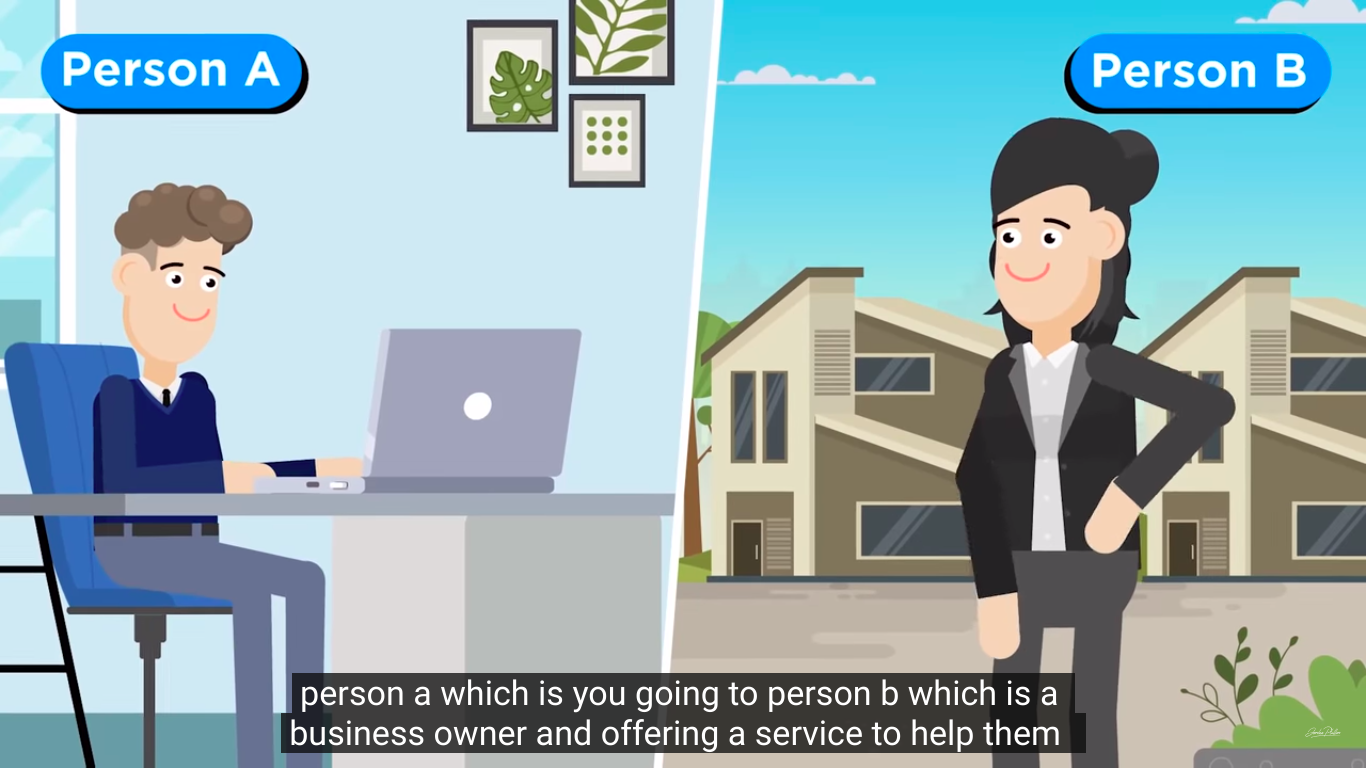 Person A
Person B
person a which is you going to person b which is a
business owner and offering a service to help them